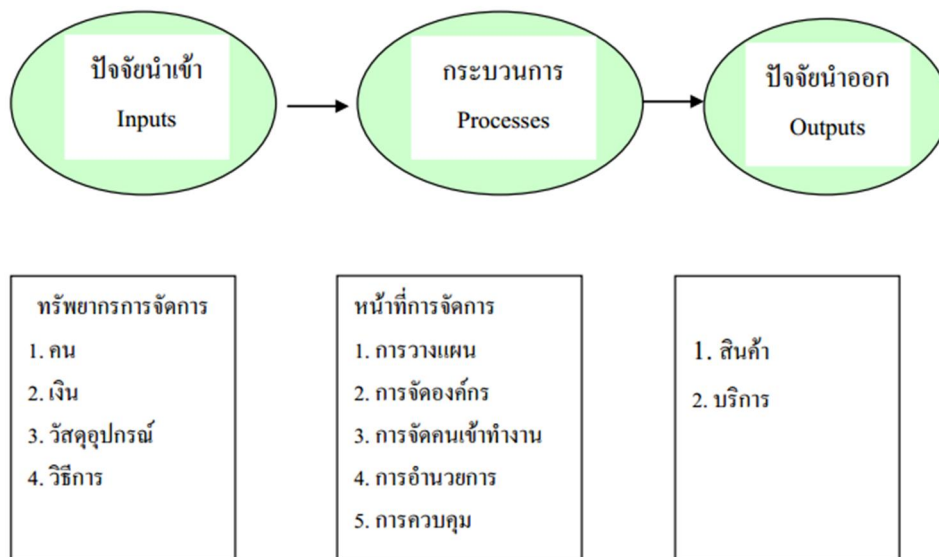 ปัจจัยนำเข้า
Inputs
กระบวนการ
Processes
ปัจจัยนำออก
Outputs
ทรัพยากรการจัดการ
1. คน
2. เงิน
3. วัสดุอุปกรณ์
4. วิธีการ
หน้าที่การจัดการ
1. การวางแผน
2. การจัดองค์กร
3. การจัดคนเข้าทำงาน
4. การอำนวยการ
5. การควบคุม
1. สินค้า
2. บริการ